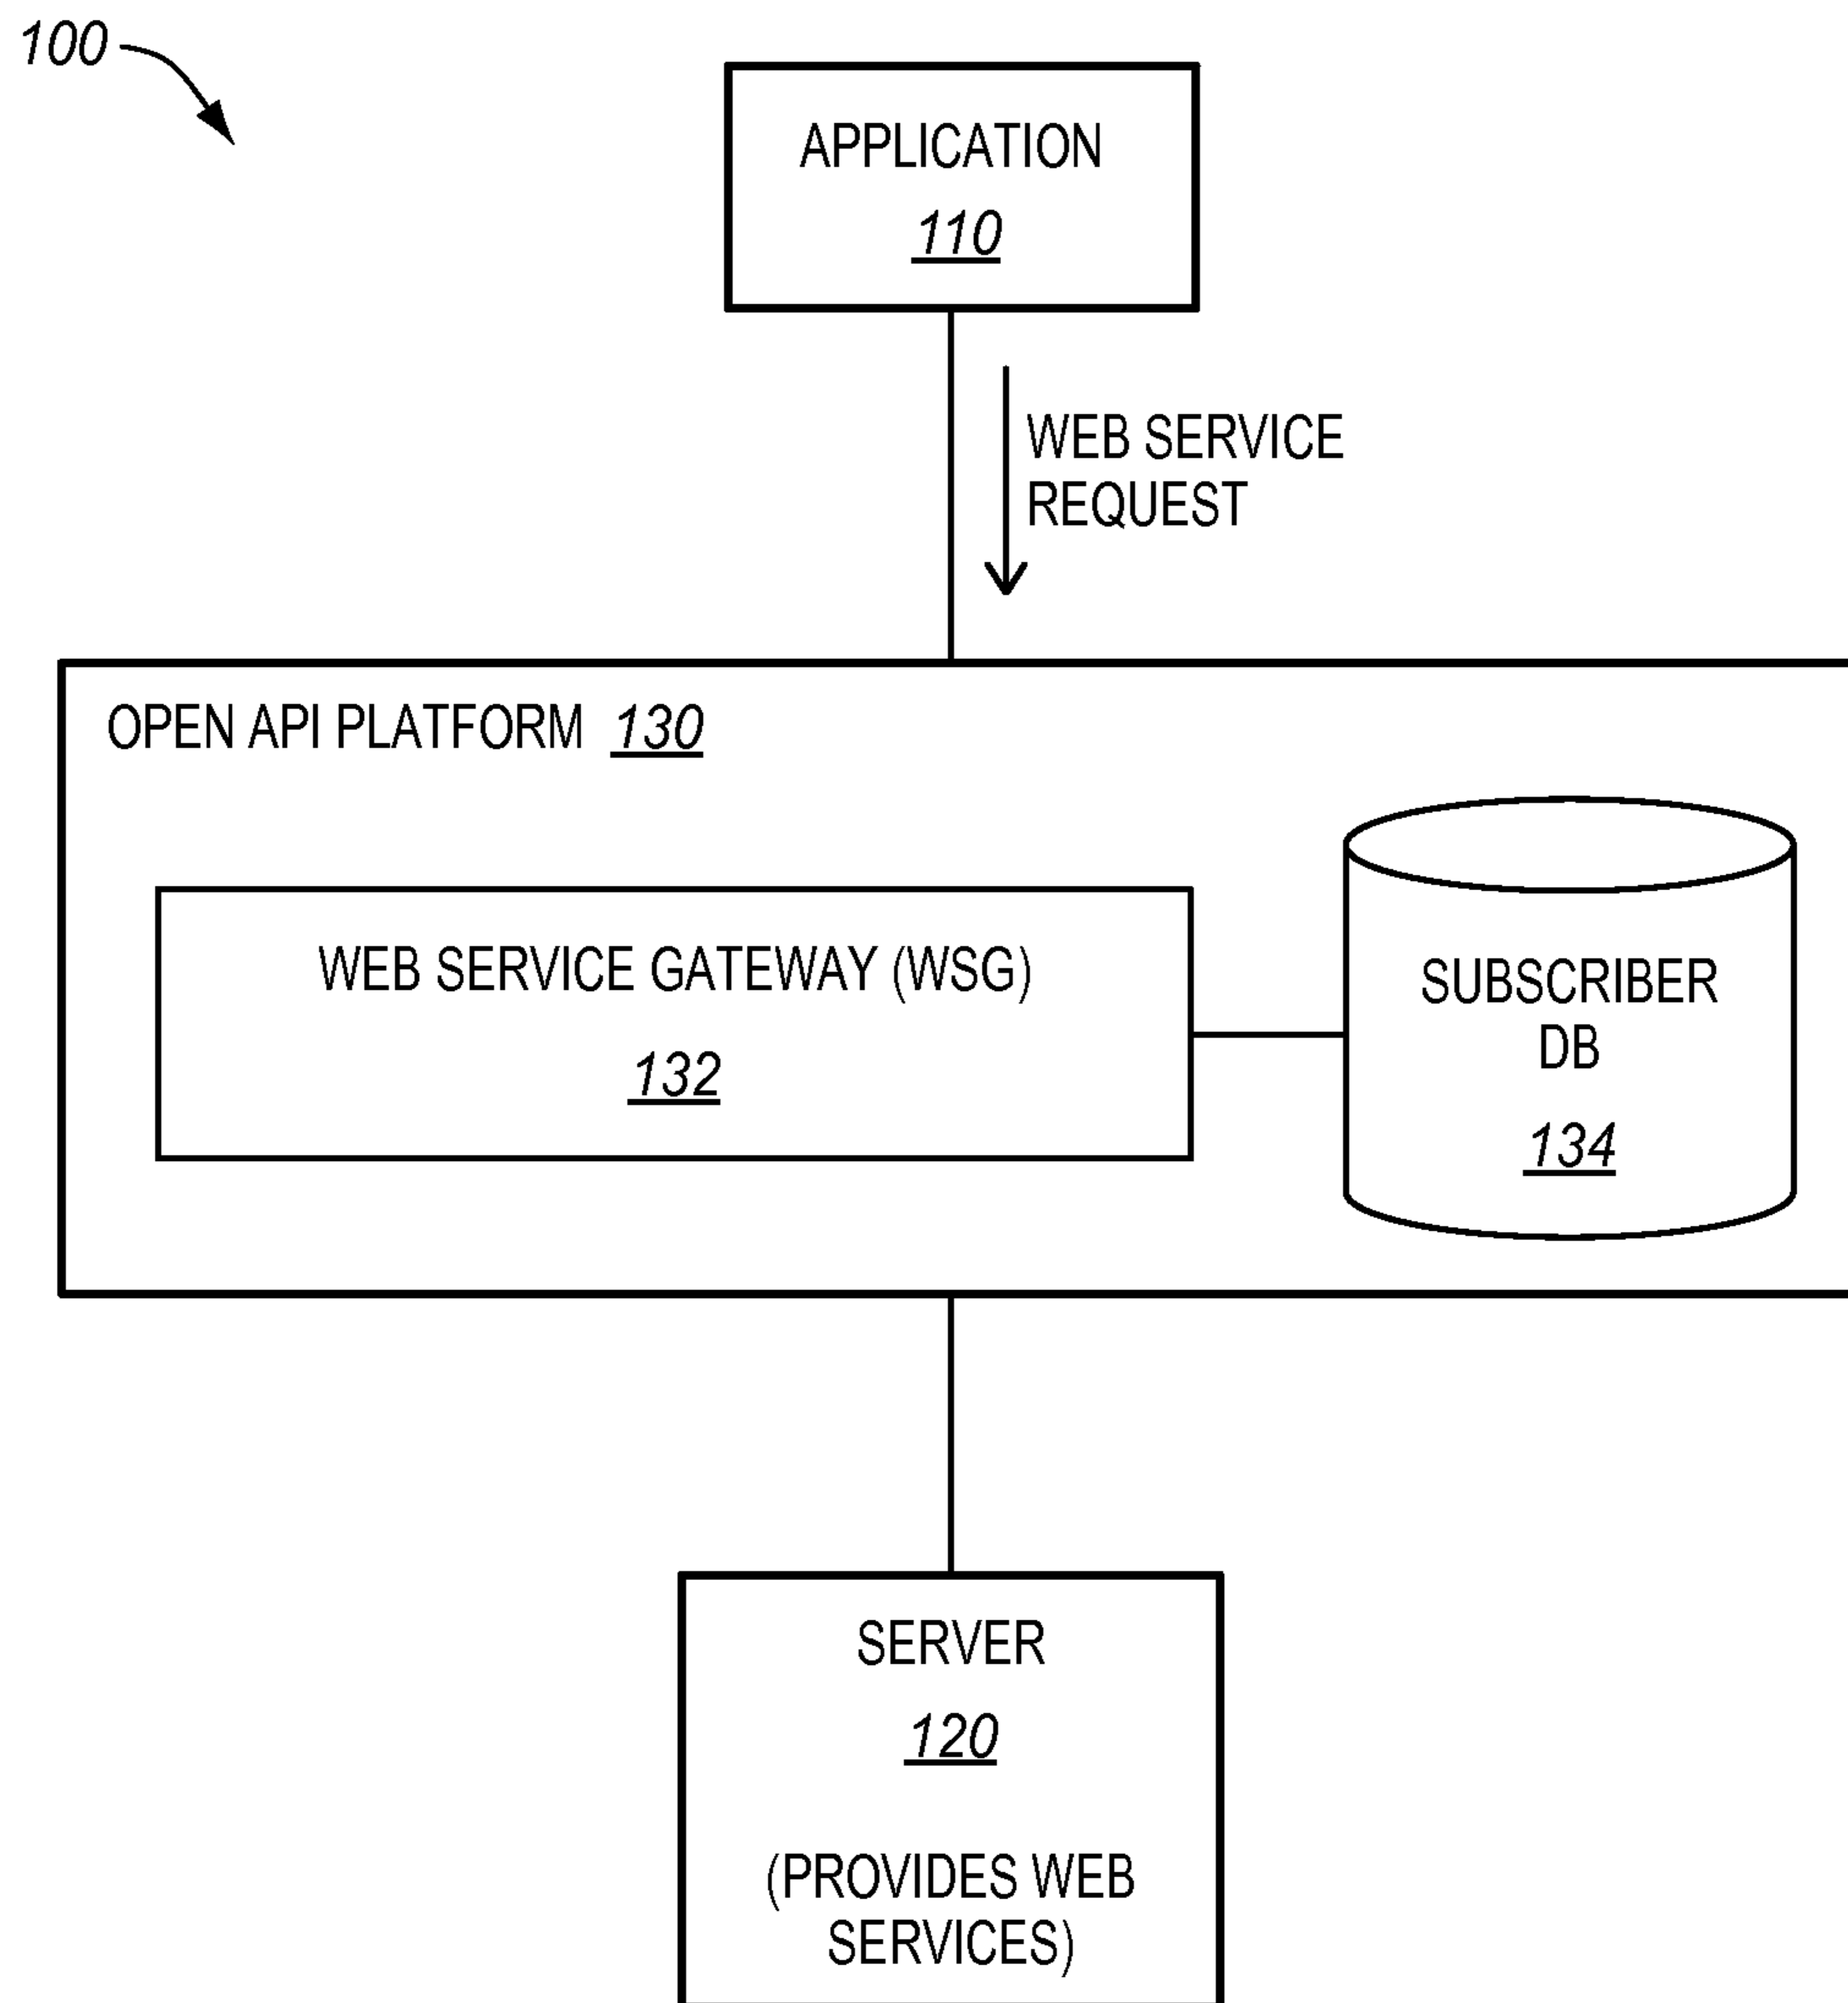 100
APPLICATION
110
WEB SERVICE
REQUEST
OPEN API PLATFORM 130
WEB SERVICE GATEWAY (WSG)
132
SUBSCRIBER
DB
134
SERVER
120
(PROVIDES WEB
SERVICES)